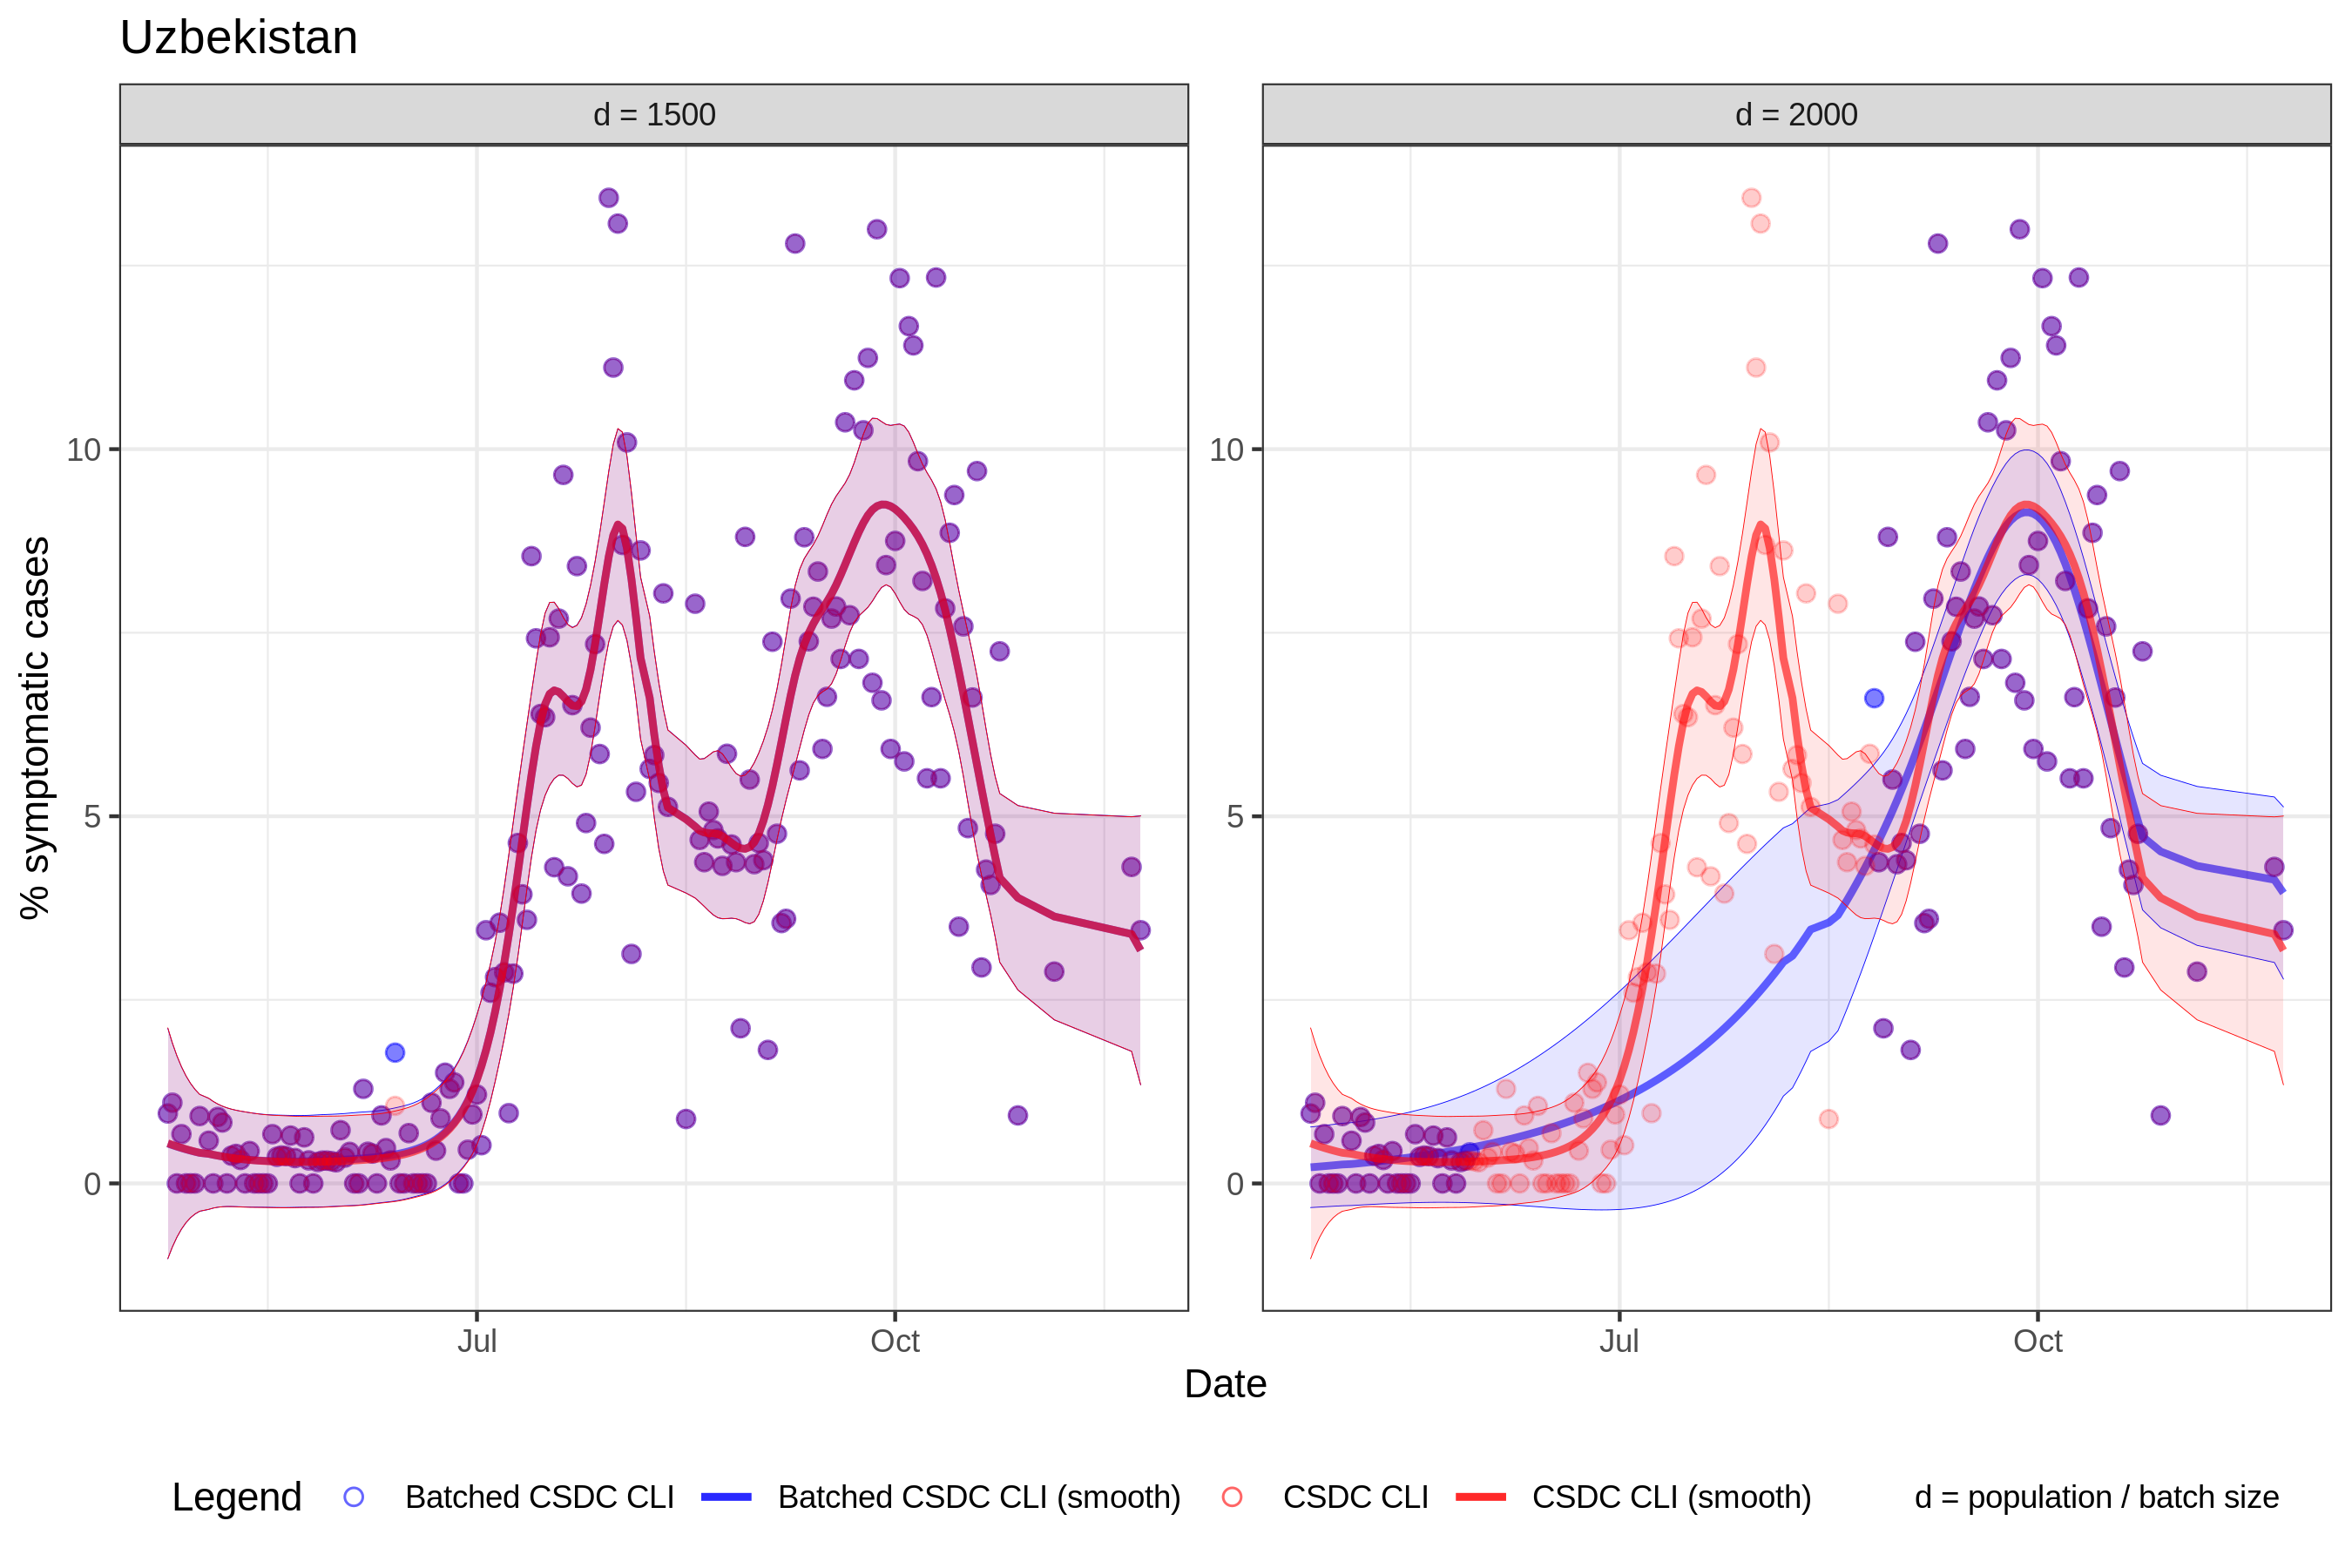 Uzbekistan
d = 1500
d = 2000
% symptomatic cases
10
5
0
10
5
0
Jul
Oct
Jul
Oct
Date
Legend
Batched CSDC CLI
Batched CSDC CLI (smooth)
CSDC CLI
CSDC CLI (smooth)
d = population / batch size